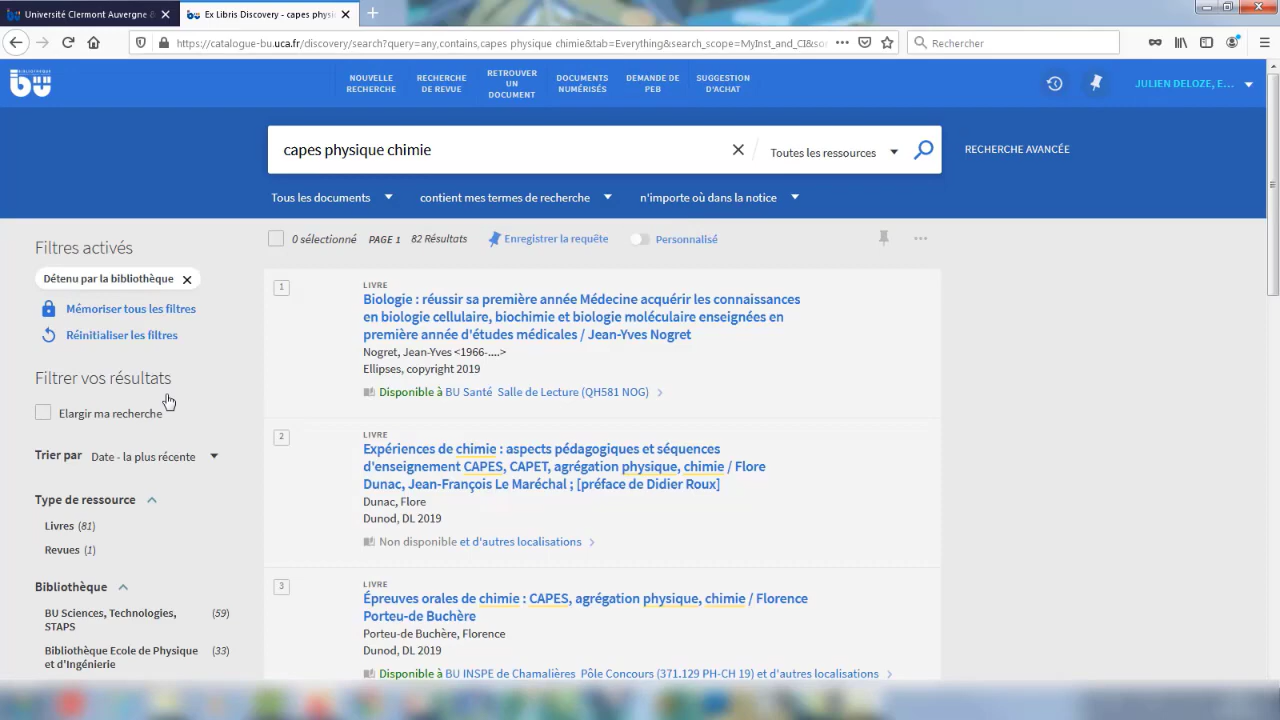 Université Clermont Auvergne &
Ex Libris Discovery - capes physi
https://catalogue-bu.uca.fr/discovery/search?query=any,contains,capes physique chimie&tab=Everything&search_scope=MyInst_and_CI&so
Rechercher
BIBLIOTHÈQUE
bu
NOUVELLE RECHERCHE
RECHERCHE DE REVUE
RETROUVER UN DOCUMENT
DOCUMENTS NUMÉRISÉS
DEMANDE DE PEB
SUGGESTION D'ACHAT
JULIEN DELOZE, E...
capes physique chimie
Toutes les ressources
RECHERCHE AVANCÉE
Tous les documents
contient mes termes de recherche
n'importe où dans la notice
Filtres activés
Détenu par la bibliothèque
Mémoriser tous les filtres
Réinitialiser les filtres
Filtrer vos résultats
Elargir ma recherche
Trier par Date - la plus récente
Type de ressource
Livres (81)
Revues (1)
Bibliothèque
BU Sciences, Technologies, (59)
STAPS
Bibliothèque Ecole de Physique (33)
et d'Ingénierie
0 sélectionné PAGE 1 82 Résultats Enregistrer la requête Personnalisé
1
LIVRE
Biologie : réussir sa première année Médecine acquérir les connaissances
en biologie cellulaire, biochimie et biologie moléculaire enseignées en
première année d'études médicales / Jean-Yves Nogret
Nogret, Jean-Yves <1966-....>
Ellipses, copyright 2019
Disponible à BU Santé Salle de Lecture (QH581 NOG)
2
LIVRE
Expériences de chimie : aspects pédagogiques et séquences
d'enseignement CAPES, CAPET, agrégation physique, chimie / Flore
Dunac, Jean-François Le Maréchal ; [préface de Didier Roux]
Dunac, Flore
Dunod, DL 2019
Non disponible et d'autres localisations
3
LIVRE
Épreuves orales de chimie : CAPES, agrégation physique, chimie / Florence
Porteu-de Buchère
Porteu-de Buchère, Florence
Dunod, DL 2019
Disponible à BU INSPE de Chamalières Pôle Concours (371.129 PH-CH 19) et d'autres localisations